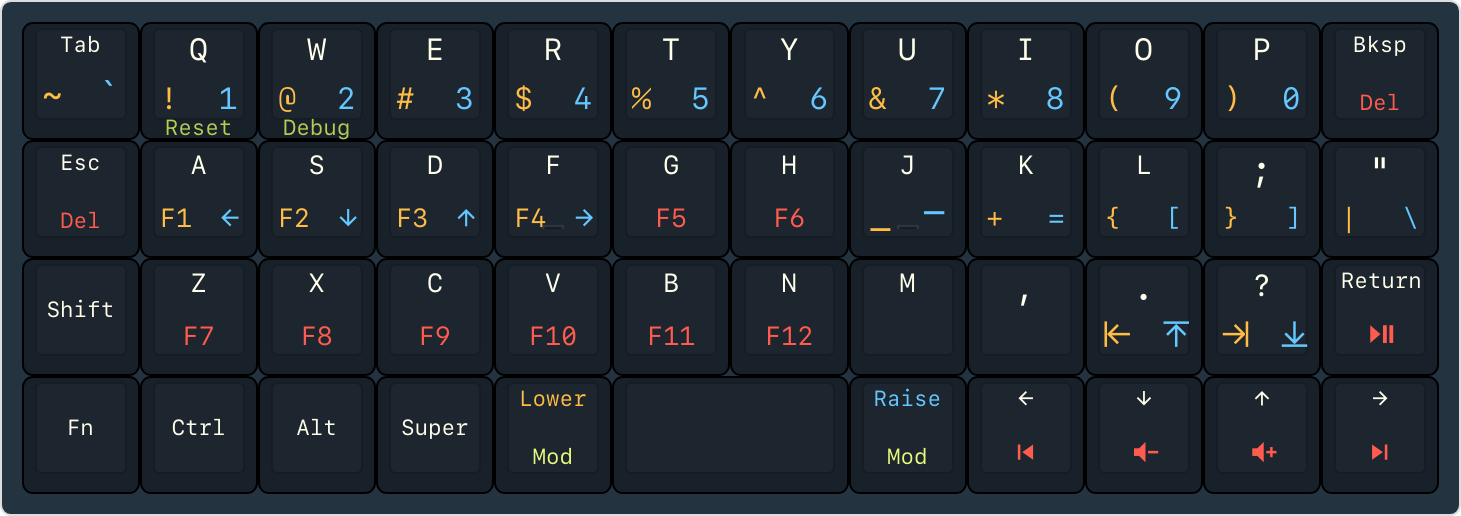 Tab Q W E R T Y U I O P Bksp
~ ` ! 1 @ 2 # 3 $ 4 % 5 ^ 6 & 7 * 8 ( 9 ) 0 Del
Reset Debug
Esc A S D F G H J K L ; "
Del F1 ← F2 ↓ F3 ↑ F4 → F5 F6 _ - + = { [ } ] | \
Shift Z X C V B N M , . ? Return
F7 F8 F9 F10 F11 F12
Fn Ctrl Alt Super Lower Raise ← ↓ ↑ →
Mod Mod